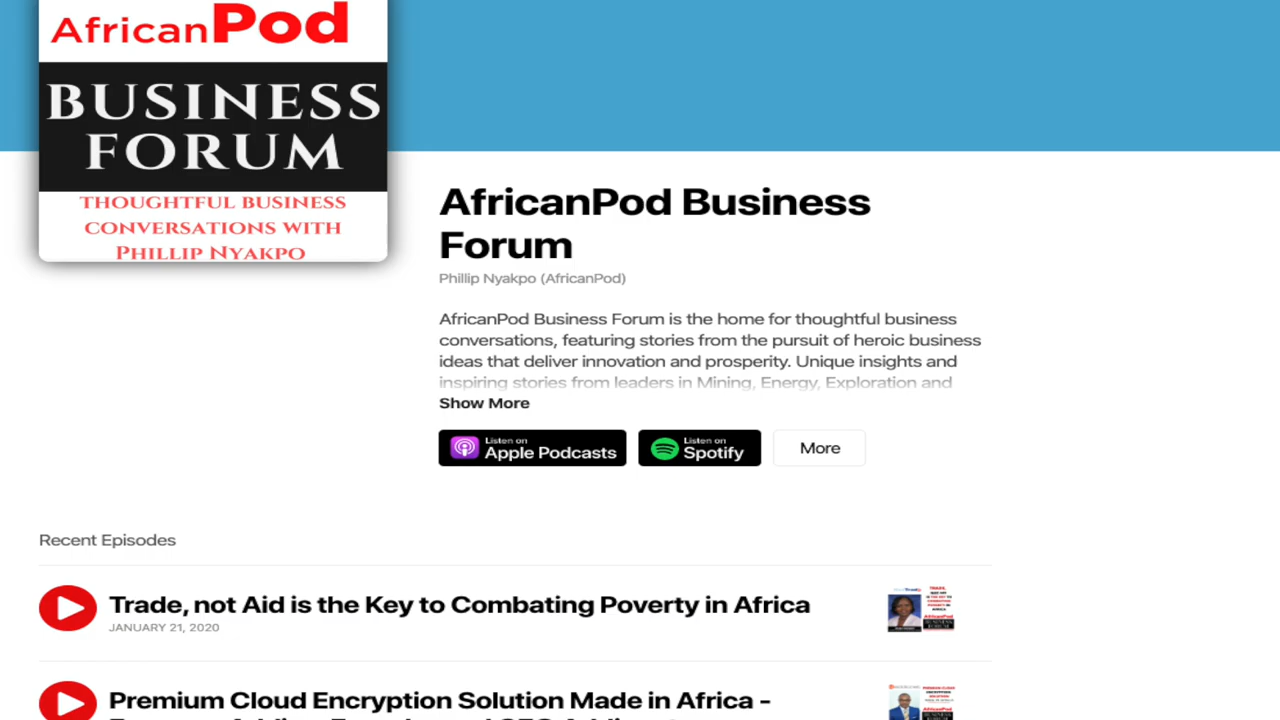 AfricanPod
BUSINESS
FORUM
THOUGHTFUL BUSINESS
CONVERSATIONS WITH
PHILLIP NYAKPO
AfricanPod Business
Forum
Phillip Nyakpo (AfricanPod)
AfricanPod Business Forum is the home for thoughtful business
conversations, featuring stories from the pursuit of heroic business
ideas that deliver innovation and prosperity. Unique insights and
inspiring stories from leaders in Mining, Energy, Exploration and
Show More
Listen on
Apple Podcasts
Listen on
Spotify
More
Recent Episodes
Trade, not Aid is the Key to Combating Poverty in Africa
JANUARY 21, 2020
Premium Cloud Encryption Solution Made in Africa -